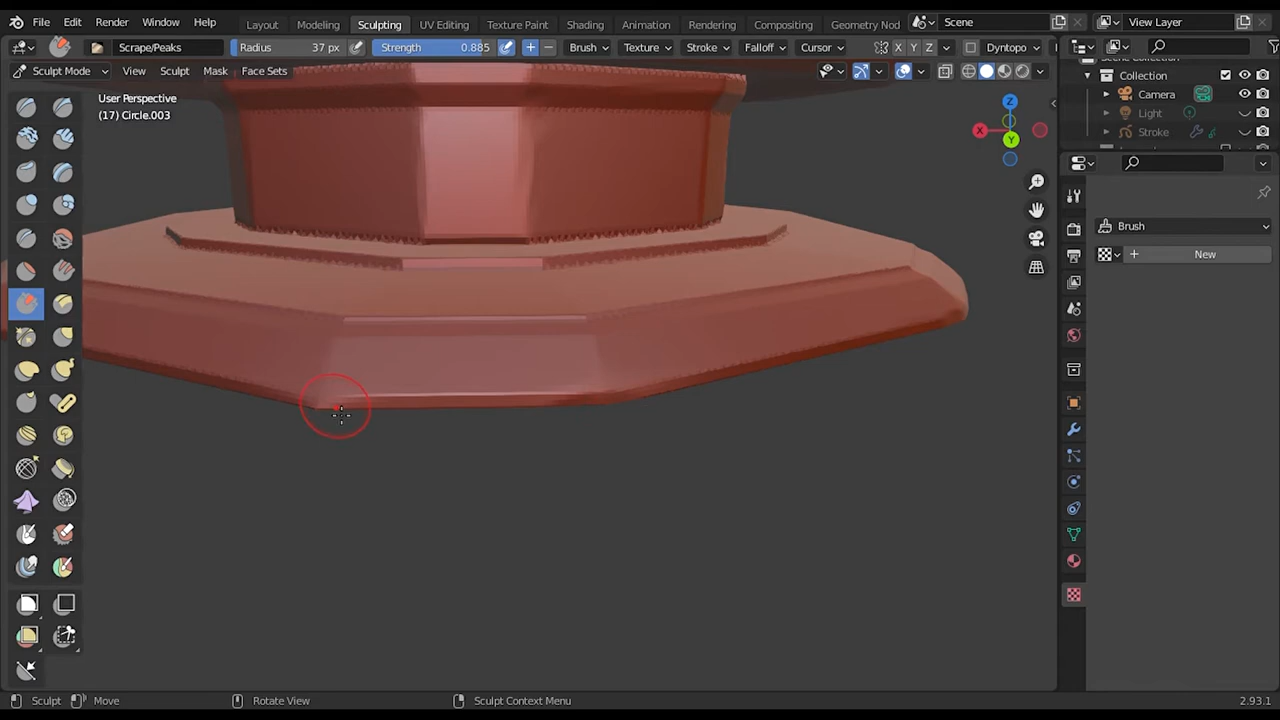 File Edit Render Window Help Layout Modeling Sculpting UV Editing Texture Paint Shading Animation Rendering Compositing Geometry Nod Scene View Layer
Scrape/Peaks Radius 37 px Strength 0.885 Brush Texture Stroke Falloff Cursor X Y Z Dyntopo
Sculpt Mode View Sculpt Mask Face Sets
User Perspective
(17) Circle.003
Z
X
Y
Scene Collection
Collection
Camera
Light
Stroke
Brush
New
Sculpt Move Rotate View Sculpt Context Menu 2.93.1